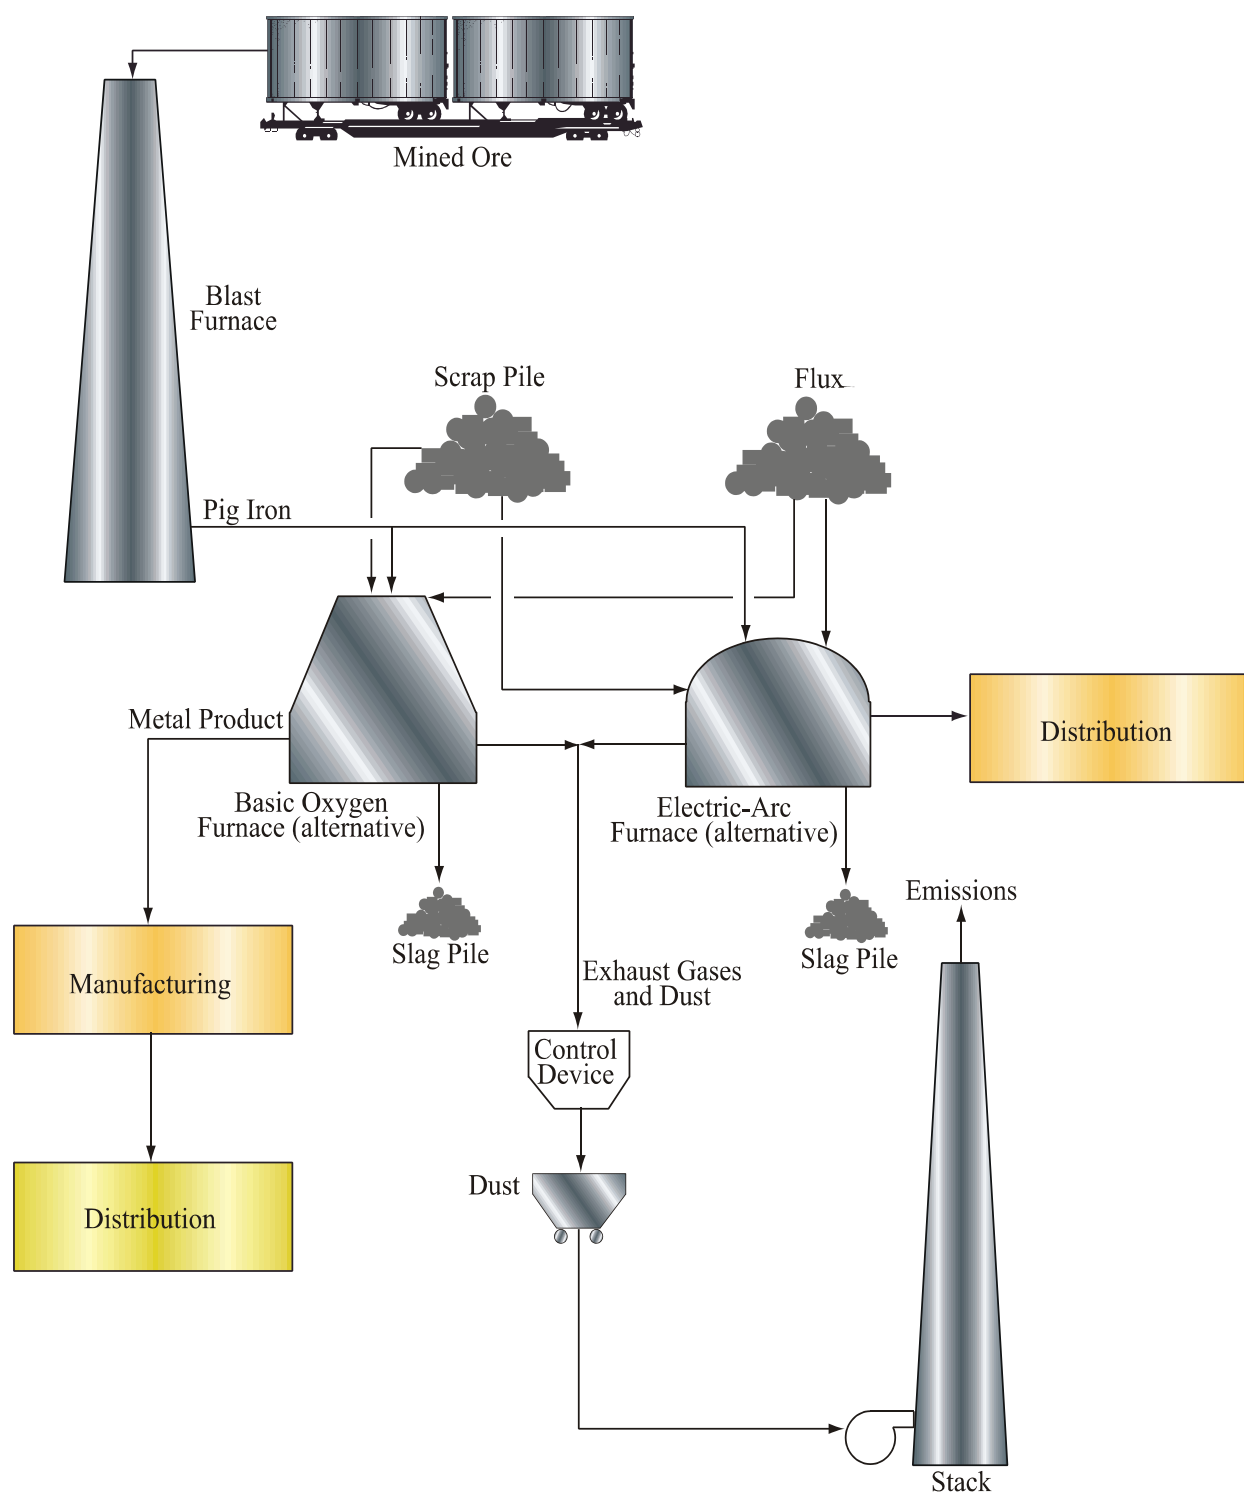 Mined Ore
Blast
Furnace
Scrap Pile
Flux
Pig Iron
Metal Product
Distribution
Basic Oxygen
Furnace (alternative)
Electric-Arc
Furnace (alternative)
Emissions
Slag Pile
Slag Pile
Manufacturing
Exhaust Gases
and Dust
Control
Device
Dust
Distribution
Stack